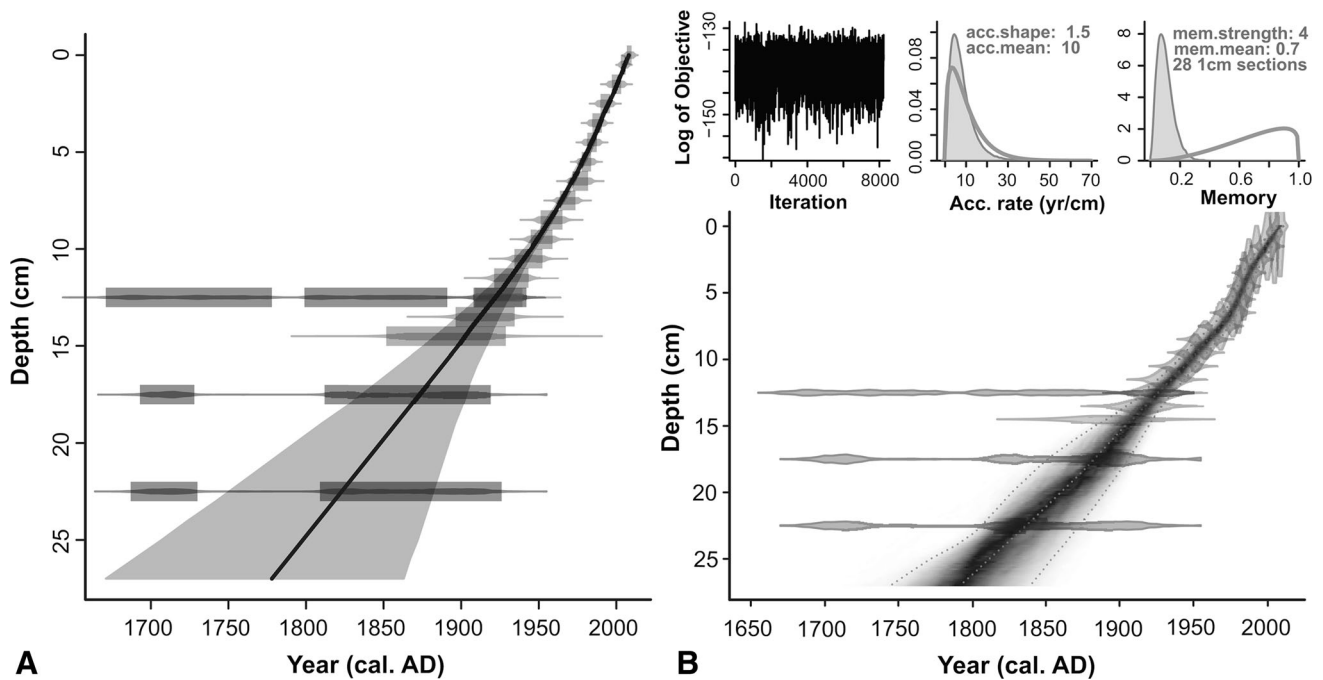 0
5
10
15
20
25
Depth (cm)
1700 1750 1800 1850 1900 1950 2000
Year (cal. AD)
A
−130
−150
Log of Objective
0 4000 8000
Iteration
acc.shape: 1.5
acc.mean: 10
0.00 0.04 0.08
10 30 50 70
Acc. rate (yr/cm)
mem.strength: 4
mem.mean: 0.7
28 1cm sections
0 2 4 6 8
0.2 0.6 1.0
Memory
0
5
10
15
20
25
Depth (cm)
1650 1700 1750 1800 1850 1900 1950 2000
Year (cal. AD)
B